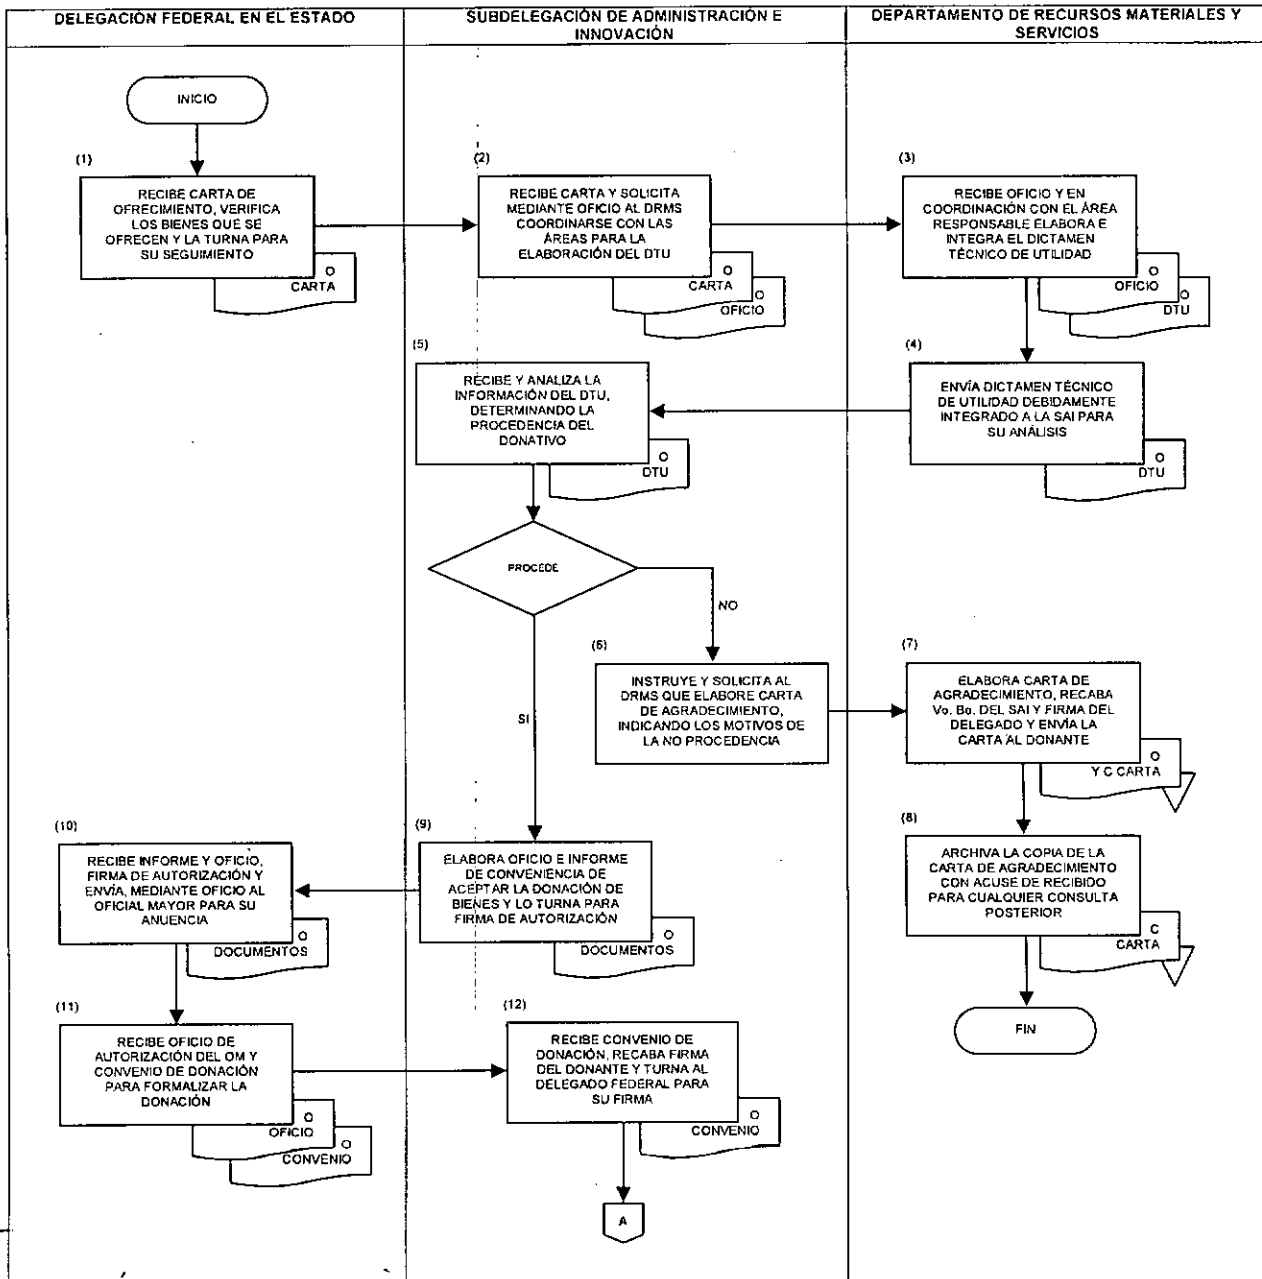 DELEGACIÓN FEDERAL EN EL ESTADO
SUBDELEGACIÓN DE ADMINISTRACIÓN E
INNOVACIÓN
DEPARTAMENTO DE RECURSOS MATERIALES Y
SERVICIOS
INICIO
(1)
RECIBE CARTA DE
OFRECIMIENTO, VERIFICA
LOS BIENES QUE SE
OFRECEN Y LA TURNA PARA
SU SEGUIMIENTO
O
CARTA
(2)
RECIBE CARTA Y SOLICITA
MEDIANTE OFICIO AL DRMS
COORDINARSE CON LAS
ÁREAS PARA LA
ELABORACIÓN DEL DTU
O
CARTA
O
OFICIO
(3)
RECIBE OFICIO Y EN
COORDINACIÓN CON EL ÁREA
RESPONSABLE ELABORA E
INTEGRA EL DICTAMEN
TÉCNICO DE UTILIDAD
O
OFICIO
O
DTU
(4)
ENVÍA DICTAMEN TÉCNICO
DE UTILIDAD DEBIDAMENTE
INTEGRADO A LA SAI PARA
SU ANÁLISIS
O
DTU
(5)
RECIBE Y ANALIZA LA
INFORMACIÓN DEL DTU,
DETERMINANDO LA
PROCEDENCIA DEL
DONATIVO
O
DTU
PROCEDE
NO
SI
(6)
INSTRUYE Y SOLICITA AL
DRMS QUE ELABORE CARTA
DE AGRADECIMIENTO,
INDICANDO LOS MOTIVOS DE
LA NO PROCEDENCIA
(7)
ELABORA CARTA DE
AGRADECIMIENTO, RECABA
Vo. Bo. DEL SAI Y FIRMA DEL
DELEGADO Y ENVÍA LA
CARTA AL DONANTE
O
Y C CARTA
(8)
ARCHIVA LA COPIA DE LA
CARTA DE AGRADECIMIENTO
CON ACUSE DE RECIBIDO
PARA CUALQUIER CONSULTA
POSTERIOR
C
CARTA
FIN
(9)
ELABORA OFICIO E INFORME
DE CONVENIENCIA DE
ACEPTAR LA DONACIÓN DE
BIENES Y LO TURNA PARA
FIRMA DE AUTORIZACIÓN
O
DOCUMENTOS
(10)
RECIBE INFORME Y OFICIO,
FIRMA DE AUTORIZACIÓN Y
ENVÍA, MEDIANTE OFICIO AL
OFICIAL MAYOR PARA SU
ANUENCIA
O
DOCUMENTOS
(11)
RECIBE OFICIO DE
AUTORIZACIÓN DEL OM Y
CONVENIO DE DONACIÓN
PARA FORMALIZAR LA
DONACIÓN
O
OFICIO
O
CONVENIO
(12)
RECIBE CONVENIO DE
DONACIÓN, RECABA FIRMA
DEL DONANTE Y TURNA AL
DELEGADO FEDERAL PARA
SU FIRMA
O
CONVENIO
A